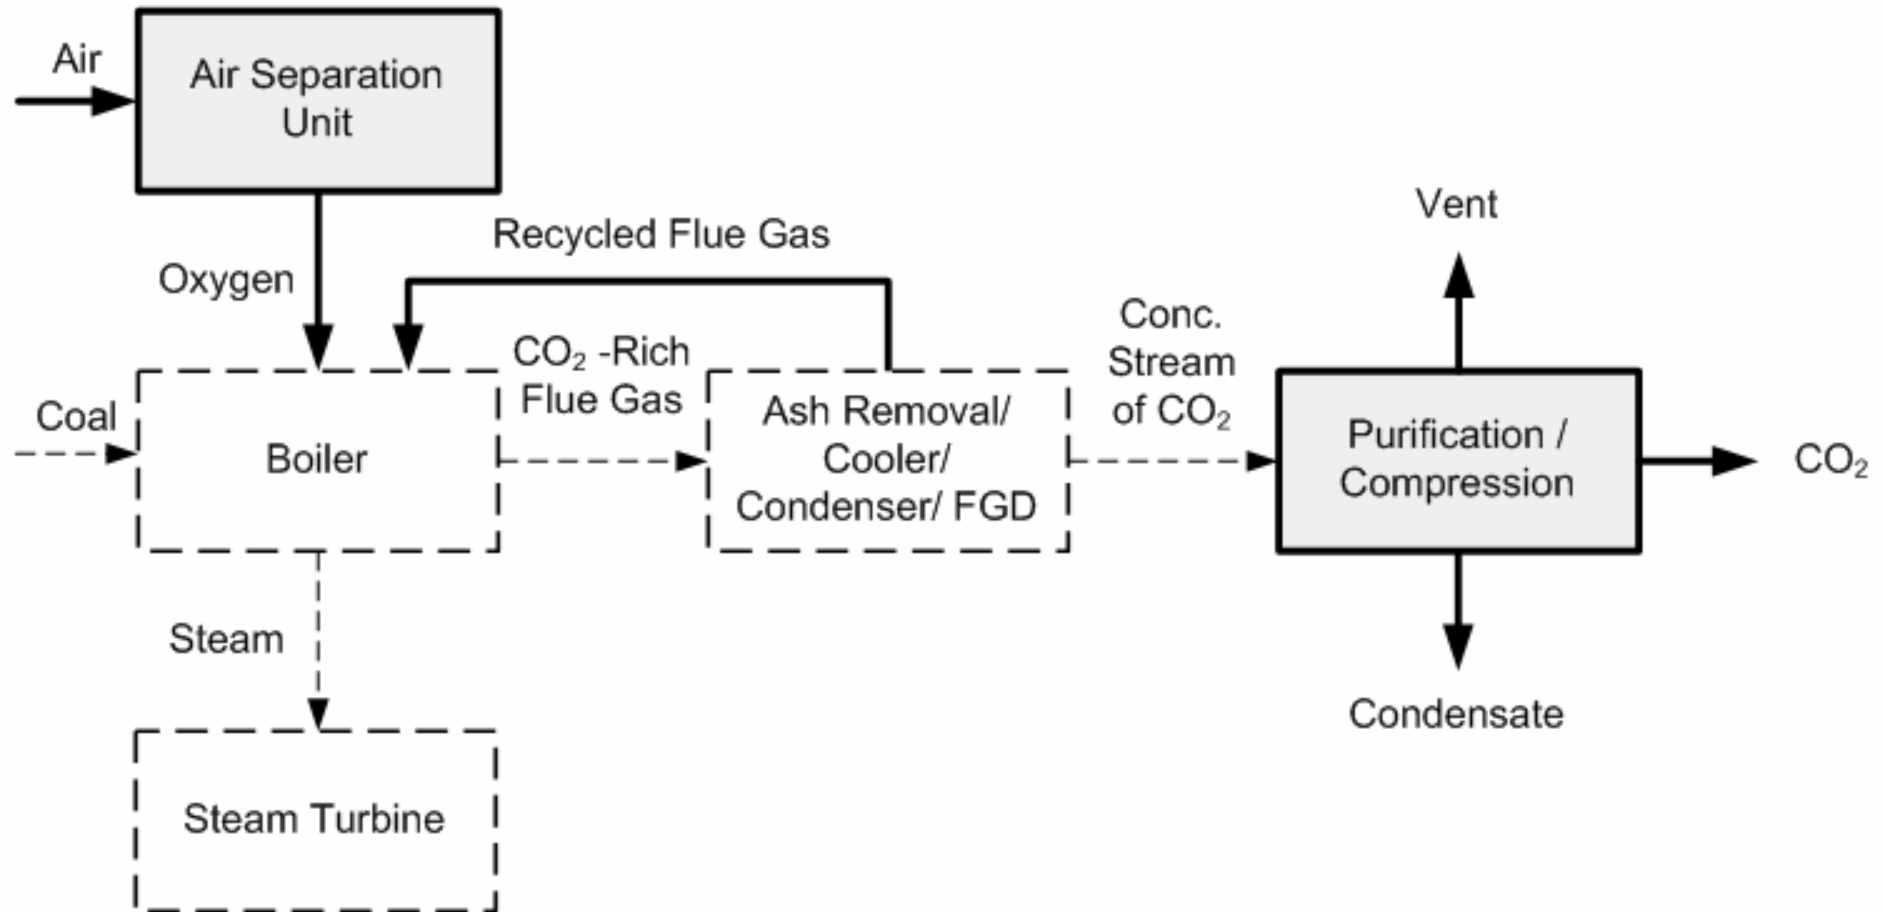 Air
Air Separation
Unit
Oxygen
Recycled Flue Gas
Coal
Boiler
CO₂ -Rich
Flue Gas
Ash Removal/
Cooler/
Condenser/ FGD
Conc.
Stream
of CO₂
Vent
Purification /
Compression
CO₂
Condensate
Steam
Steam Turbine